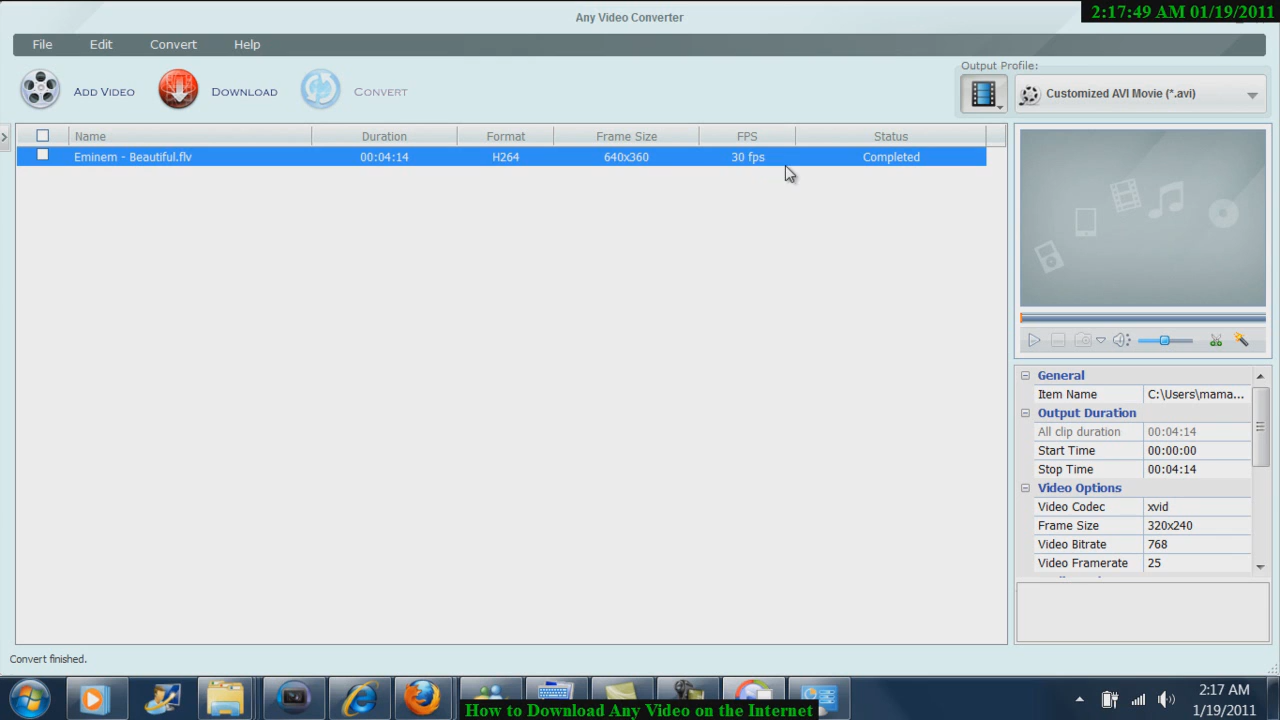 Any Video Converter
2:17:49 AM 01/19/2011
File Edit Convert Help
ADD VIDEO DOWNLOAD CONVERT
Output Profile:
Customized AVI Movie (*.avi)
Name Duration Format Frame Size FPS Status
Eminem - Beautiful.flv 00:04:14 H264 640x360 30 fps Completed
General
Item Name C:\Users\mama...
Output Duration
All clip duration 00:04:14
Start Time 00:00:00
Stop Time 00:04:14
Video Options
Video Codec xvid
Frame Size 320x240
Video Bitrate 768
Video Framerate 25
Convert finished.
2:17 AM
1/19/2011
How to Download Any Video on the Internet